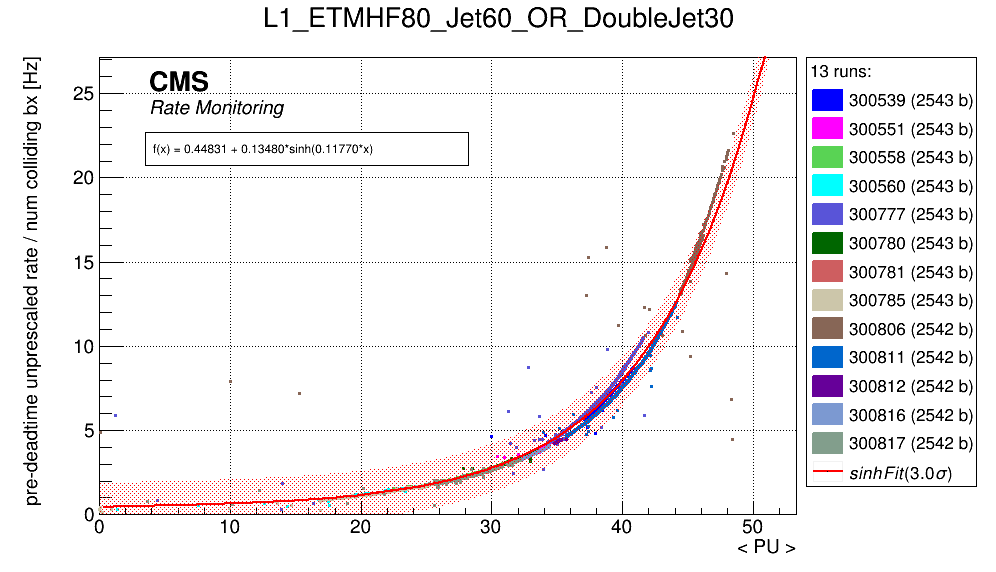 L1_ETMHF80_Jet60_OR_DoubleJet30
pre-deadtime unprescaled rate / num colliding bx [Hz]
CMS
Rate Monitoring
f(x) = 0.44831 + 0.13480*sinh(0.11770*x)
25
20
15
10
5
0
0 10 20 30 40 50
< PU >
13 runs:
300539 (2543 b)
300551 (2543 b)
300558 (2543 b)
300560 (2543 b)
300777 (2543 b)
300780 (2543 b)
300781 (2543 b)
300785 (2543 b)
300806 (2542 b)
300811 (2542 b)
300812 (2542 b)
300816 (2542 b)
300817 (2542 b)
sinhFit(3.0σ)